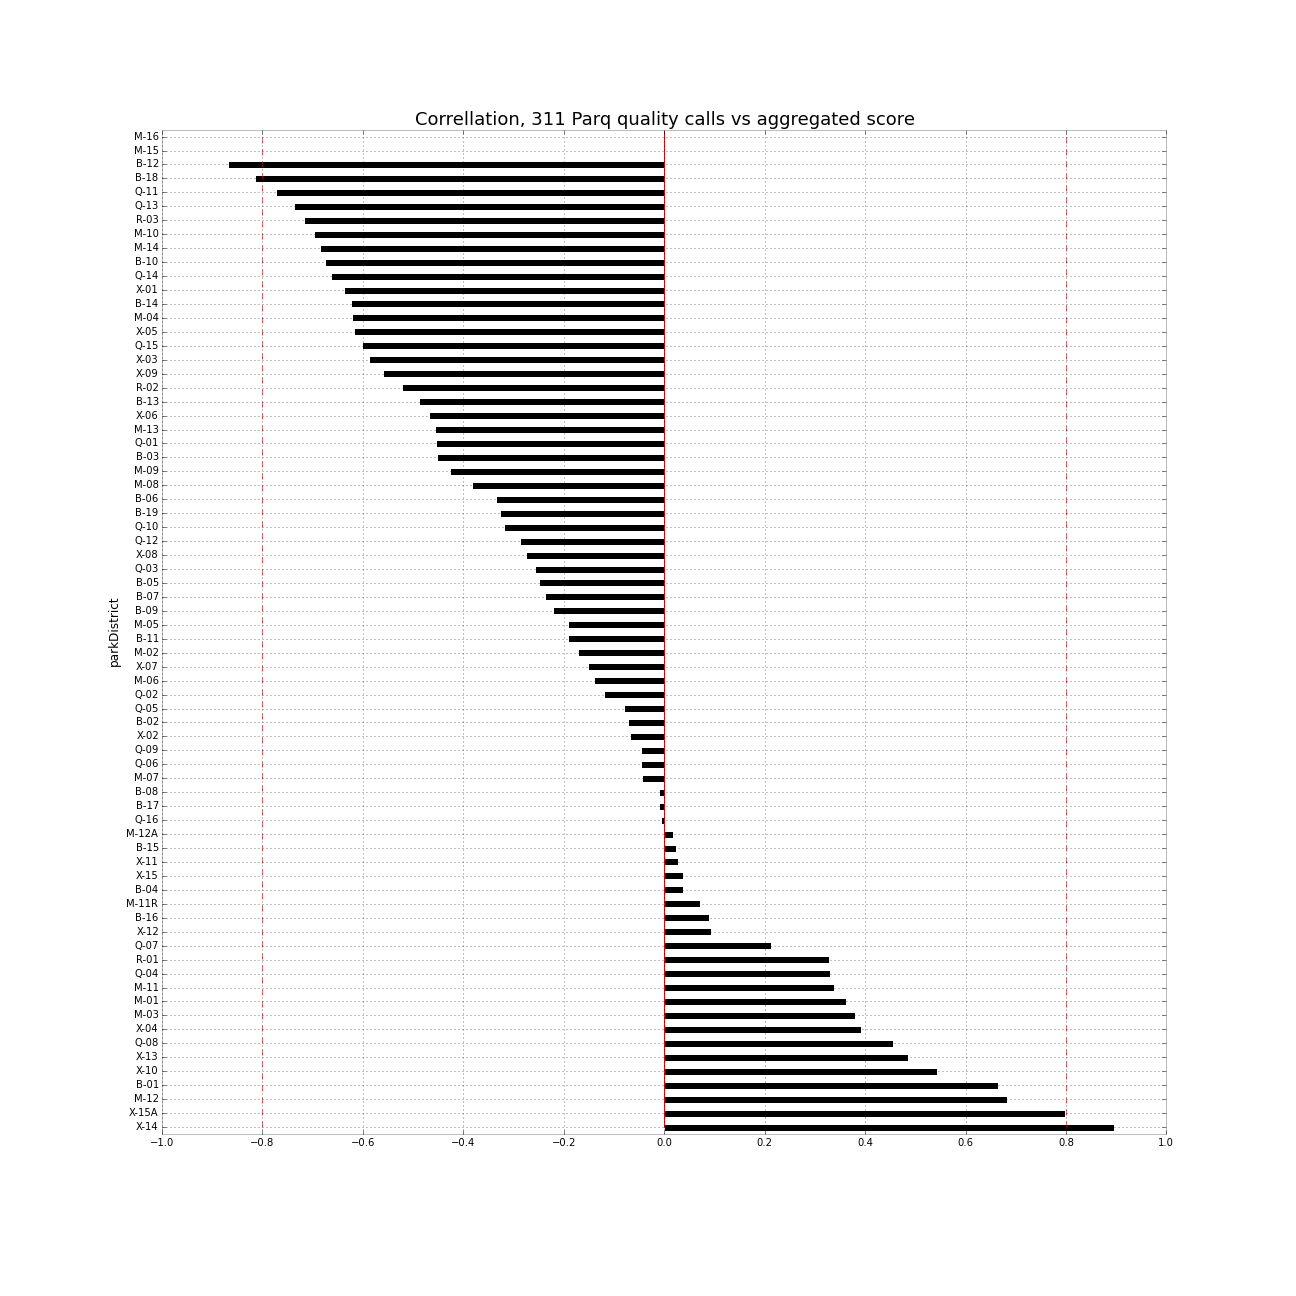 Correllation, 311 Parq quality calls vs aggregated score
M-16
M-15
B-12
B-18
Q-11
Q-13
R-03
M-10
M-14
B-10
Q-14
X-01
B-14
M-04
X-05
Q-15
X-03
X-09
R-02
B-13
X-06
M-13
Q-01
B-03
M-09
M-08
B-06
B-19
Q-10
Q-12
X-08
Q-03
B-05
B-07
B-09
M-05
B-11
M-02
X-07
M-06
Q-02
Q-05
B-02
X-02
Q-09
Q-06
M-07
B-08
B-17
Q-16
M-12A
B-15
X-11
X-15
B-04
M-11R
B-16
X-12
Q-07
R-01
Q-04
M-11
M-01
M-03
X-04
Q-08
X-13
X-10
B-01
M-12
X-15A
X-14
parkDistrict
−1.0 −0.8 −0.6 −0.4 −0.2 0.0 0.2 0.4 0.6 0.8 1.0